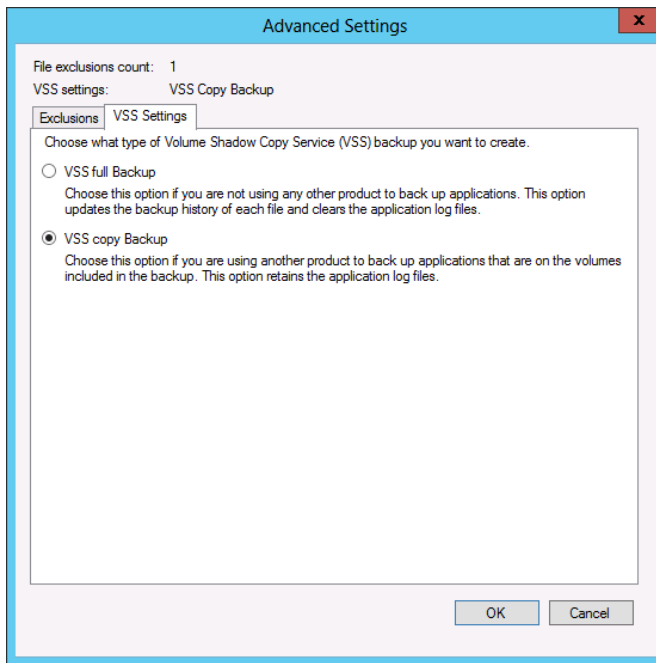 Advanced Settings
x
File exclusions count: 1
VSS settings: VSS Copy Backup
Exclusions VSS Settings
Choose what type of Volume Shadow Copy Service (VSS) backup you want to create.
VSS full Backup
Choose this option if you are not using any other product to back up applications. This option
updates the backup history of each file and clears the application log files.
VSS copy Backup
Choose this option if you are using another product to back up applications that are on the volumes
included in the backup. This option retains the application log files.
OK Cancel